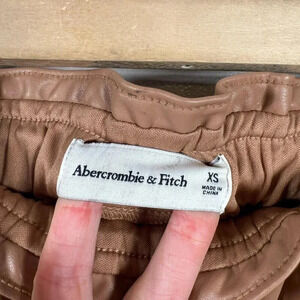 Abercrombie & Fitch
XS
MADE IN
CHINA